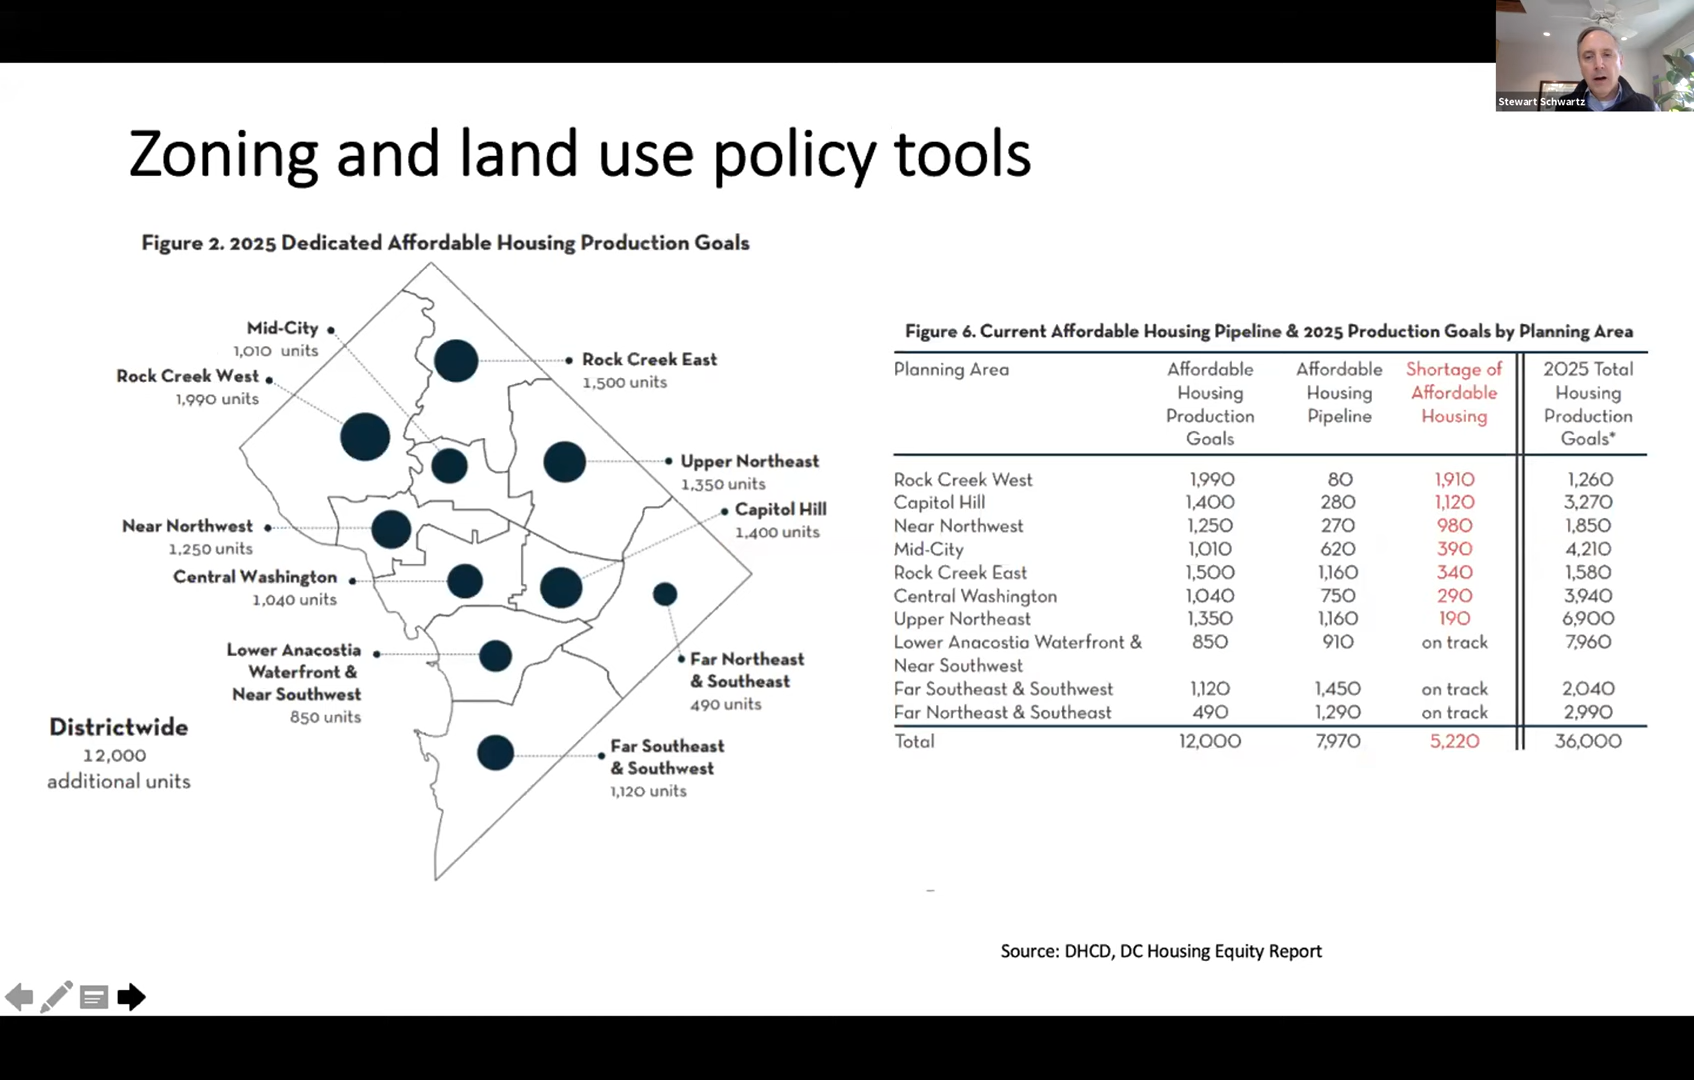 Stewart Schwartz
Zoning and land use policy tools
Figure 2. 2025 Dedicated Affordable Housing Production Goals
Mid-City
1,010 units
Rock Creek West
1,990 units
Rock Creek East
1,500 units
Upper Northeast
1,350 units
Capitol Hill
1,400 units
Near Northwest
1,250 units
Central Washington
1,040 units
Lower Anacostia
Waterfront &
Near Southwest
850 units
Far Northeast
& Southeast
490 units
Far Southeast
& Southwest
1,120 units
Districtwide
12,000
additional units
Figure 6. Current Affordable Housing Pipeline & 2025 Production Goals by Planning Area
Planning Area Affordable Affordable Shortage of 2025 Total
Housing Housing Affordable Housing
Production Pipeline Housing Production
Goals Goals*
Rock Creek West 1,990 80 1,910 1,260
Capitol Hill 1,400 280 1,120 3,270
Near Northwest 1,250 270 980 1,850
Mid-City 1,010 620 390 4,210
Rock Creek East 1,500 1,160 340 1,580
Central Washington 1,040 750 290 3,940
Upper Northeast 1,350 1,160 190 6,900
Lower Anacostia Waterfront & 850 910 on track 7,960
Near Southwest
Far Southeast & Southwest 1,120 1,450 on track 2,040
Far Northeast & Southeast 490 1,290 on track 2,990
Total 12,000 7,970 5,220 36,000
Source: DHCD, DC Housing Equity Report